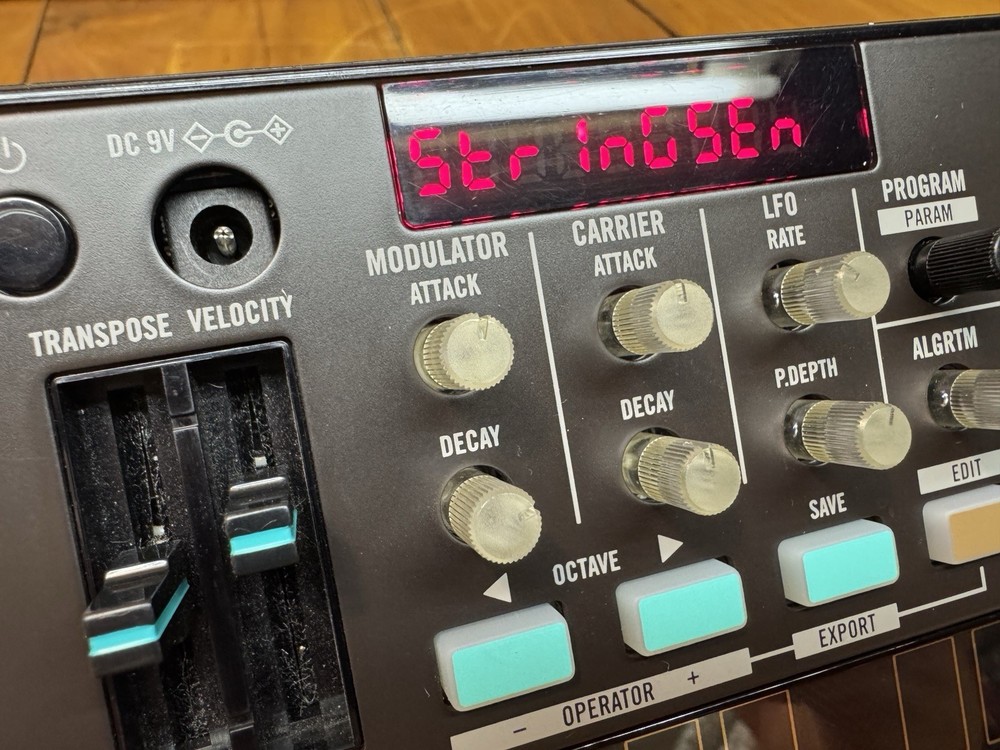 DC 9V
StrInGSEn
PROGRAM
PARAM
MODULATOR
ATTACK
CARRIER
ATTACK
LFO
RATE
TRANSPOSE VELOCITY
DECAY
DECAY
P.DEPTH
ALGRTM
EDIT
SAVE
OCTAVE
EXPORT
- OPERATOR +